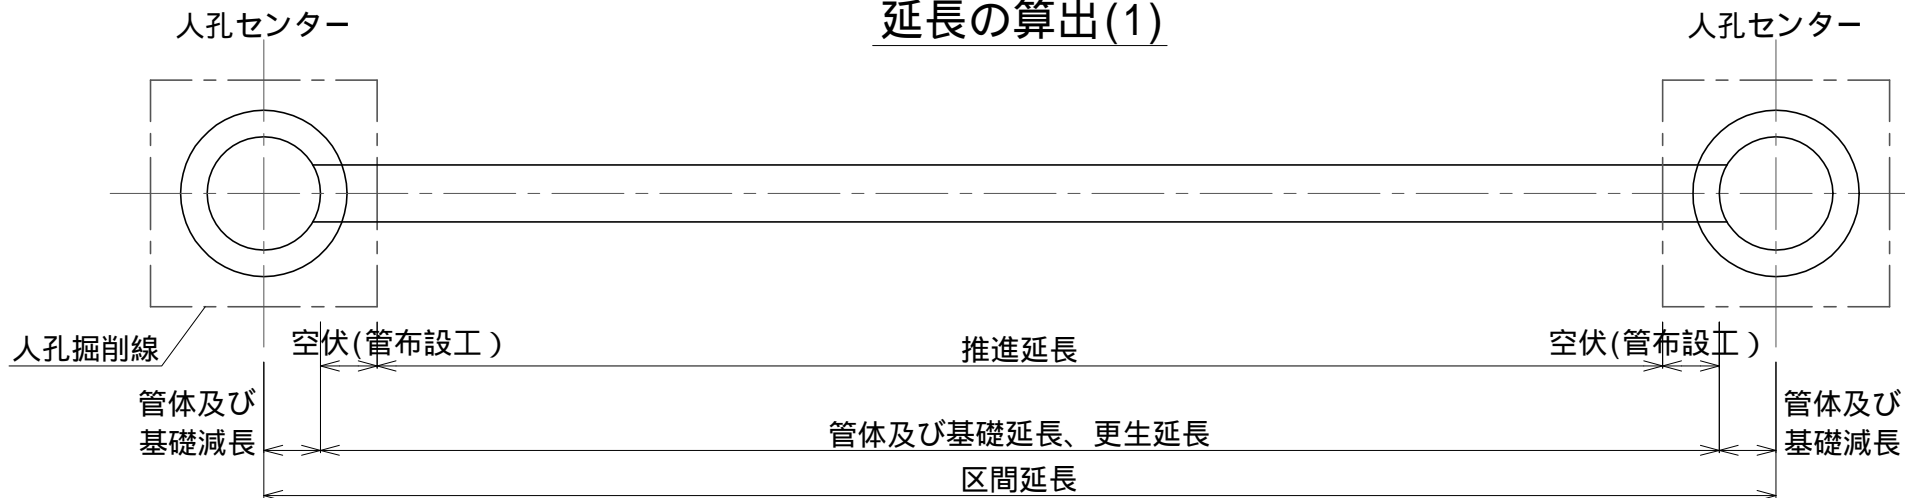 延長の算出(1)
人孔センター
人孔センター
人孔掘削線
空伏(管布設工)
推進延長
空伏(管布設工)
管体及び
基礎減長
管体及び基礎延長、更生延長
管体及び
基礎減長
区間延長